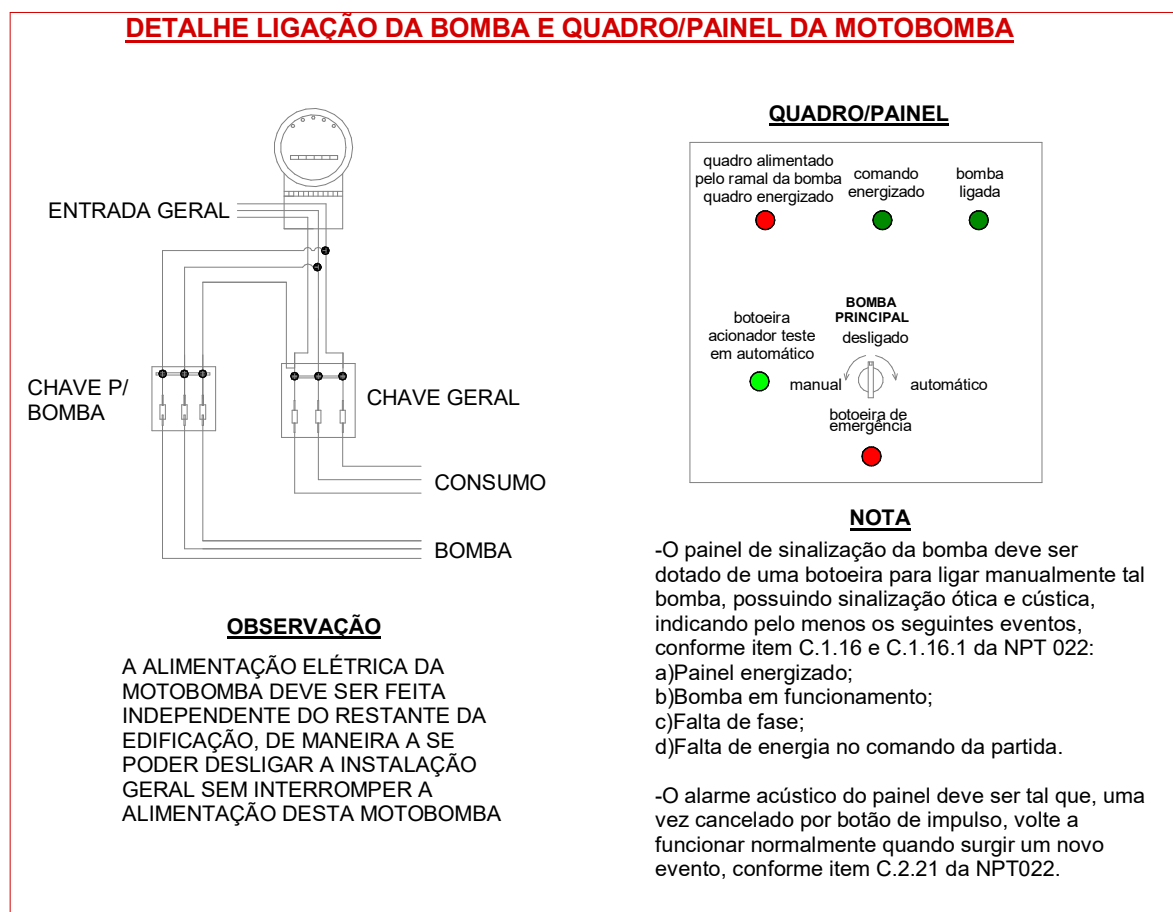 DETALHE LIGAÇÃO DA BOMBA E QUADRO/PAINEL DA MOTOBOMBA
ENTRADA GERAL
CHAVE P/
BOMBA
CHAVE GERAL
CONSUMO
BOMBA
OBSERVAÇÃO
A ALIMENTAÇÃO ELÉTRICA DA
MOTOBOMBA DEVE SER FEITA
INDEPENDENTE DO RESTANTE DA
EDIFICAÇÃO, DE MANEIRA A SE
PODER DESLIGAR A INSTALAÇÃO
GERAL SEM INTERROMPER A
ALIMENTAÇÃO DESTA MOTOBOMBA
QUADRO/PAINEL
quadro alimentado
pelo ramal da bomba
quadro energizado
comando
energizado
bomba
ligada
botoeira
acionador teste
em automático
BOMBA
PRINCIPAL
desligado
manual
automático
botoeira de
emergência
NOTA
-O painel de sinalização da bomba deve ser
dotado de uma botoeira para ligar manualmente tal
bomba, possuindo sinalização ótica e cústica,
indicando pelo menos os seguintes eventos,
conforme item C.1.16 e C.1.16.1 da NPT 022:
a)Painel energizado;
b)Bomba em funcionamento;
c)Falta de fase;
d)Falta de energia no comando da partida.
-O alarme acústico do painel deve ser tal que, uma
vez cancelado por botão de impulso, volte a
funcionar normalmente quando surgir um novo
evento, conforme item C.2.21 da NPT022.